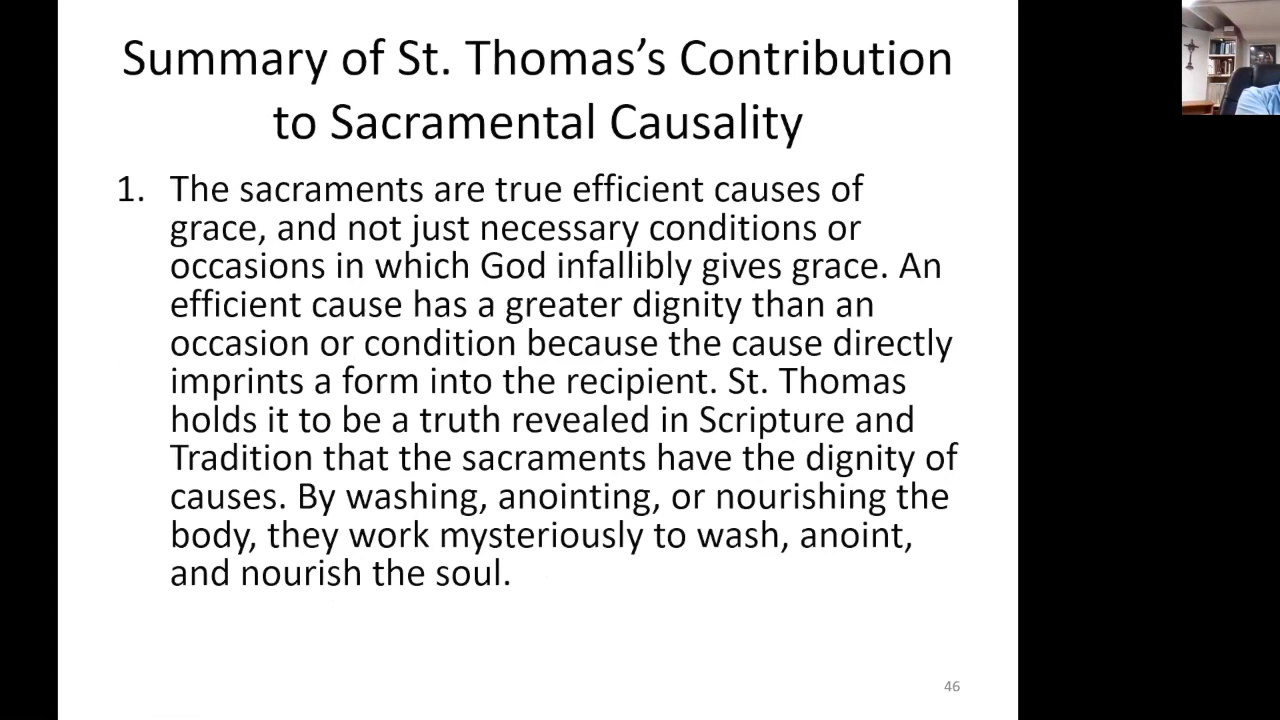 Summary of St. Thomas’s Contribution
to Sacramental Causality
1. The sacraments are true efficient causes of
grace, and not just necessary conditions or
occasions in which God infallibly gives grace. An
efficient cause has a greater dignity than an
occasion or condition because the cause directly
imprints a form into the recipient. St. Thomas
holds it to be a truth revealed in Scripture and
Tradition that the sacraments have the dignity of
causes. By washing, anointing, or nourishing the
body, they work mysteriously to wash, anoint,
and nourish the soul.
46